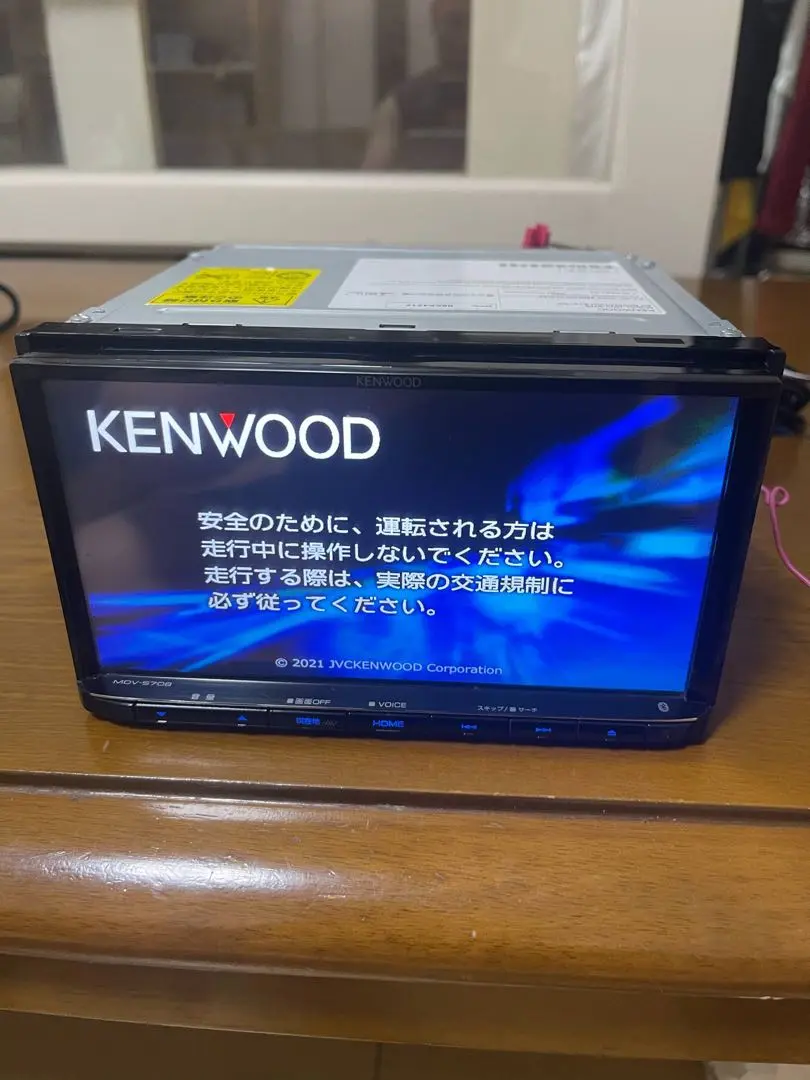 KENWOOD
KENWOOD
安全のために、運転される方は
走行中に操作しないでください。
走行する際は、実際の交通規制に
必ず従ってください。
© 2021 JVCKENWOOD Corporation
MDV-S708
音量 ■画面OFF ■VOICE スキップ/■サーチ
現在地/AV HOME